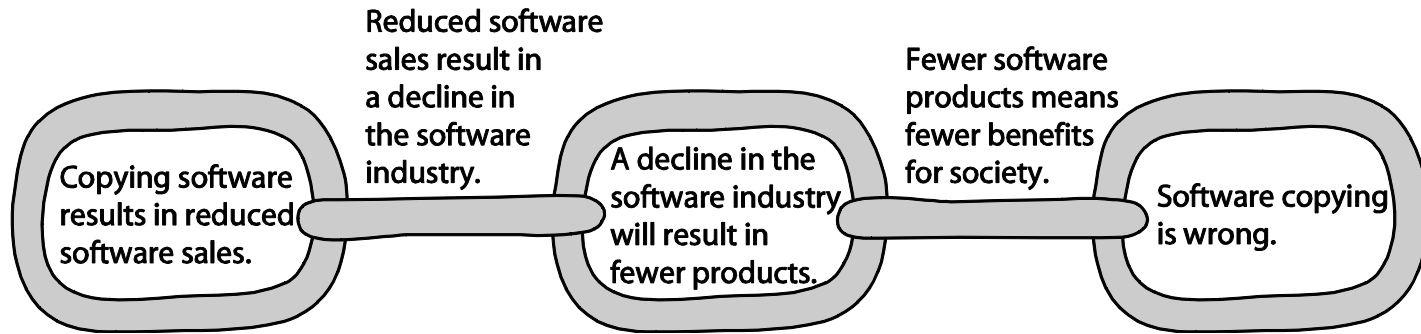 Copying software
results in reduced
software sales.
Reduced software
sales result in
a decline in
the software
industry.
A decline in the
software industry
will result in
fewer products.
Fewer software
products means
fewer benefits
for society.
Software copying
is wrong.